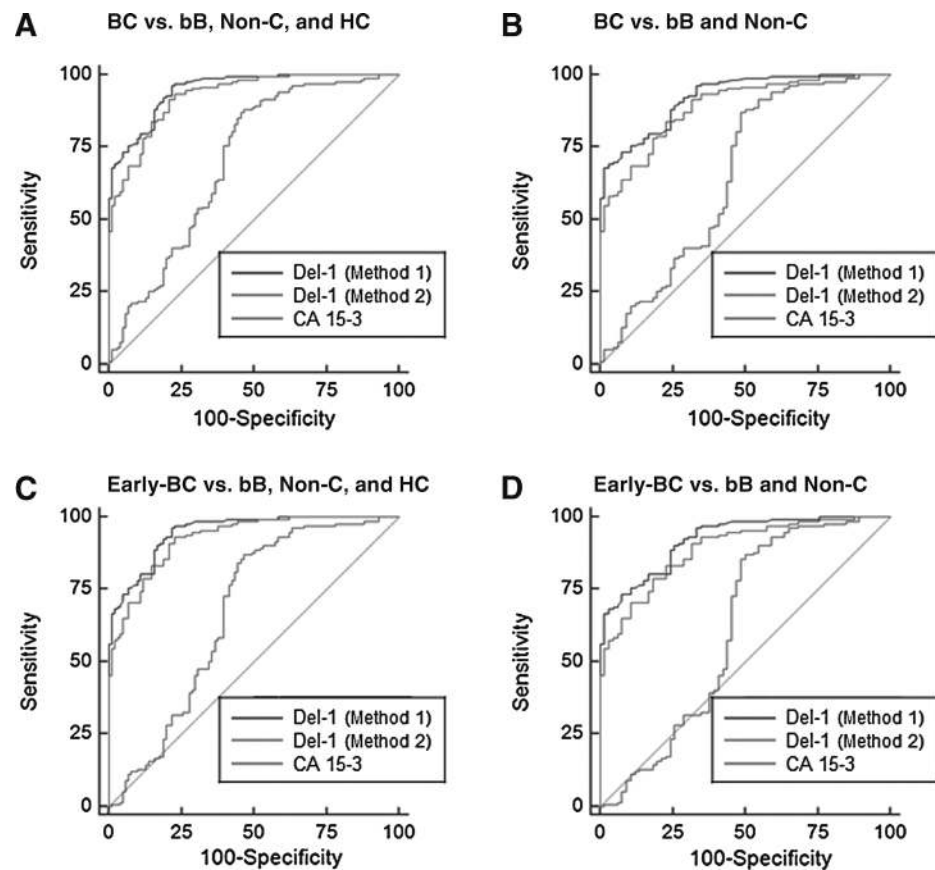 A BC vs. bB, Non-C, and HC
100
75
50
25
0
Sensitivity
Del-1 (Method 1)
Del-1 (Method 2)
CA 15-3
0 25 50 75 100
100-Specificity
B BC vs. bB and Non-C
100
75
50
25
0
Sensitivity
Del-1 (Method 1)
Del-1 (Method 2)
CA 15-3
0 25 50 75 100
100-Specificity
C Early-BC vs. bB, Non-C, and HC
100
75
50
25
0
Sensitivity
Del-1 (Method 1)
Del-1 (Method 2)
CA 15-3
0 25 50 75 100
100-Specificity
D Early-BC vs. bB and Non-C
100
75
50
25
0
Sensitivity
Del-1 (Method 1)
Del-1 (Method 2)
CA 15-3
0 25 50 75 100
100-Specificity